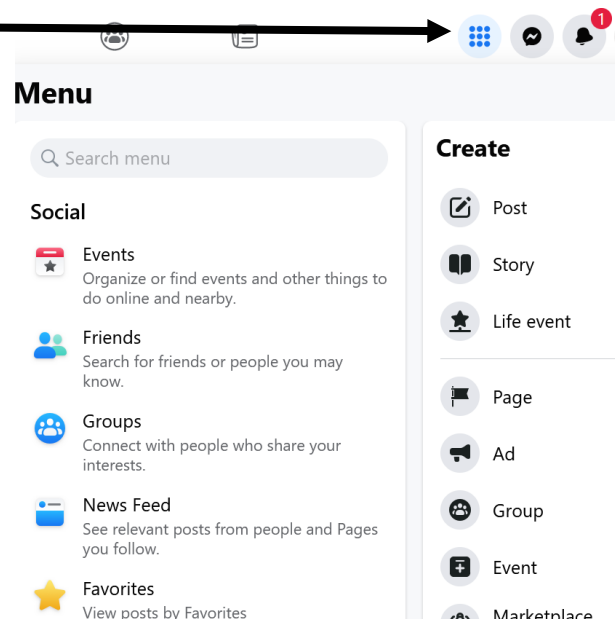 1
Menu
Search menu
Social
Events
Organize or find events and other things to
do online and nearby.
Friends
Search for friends or people you may
know.
Groups
Connect with people who share your
interests.
News Feed
See relevant posts from people and Pages
you follow.
Favorites
View posts by Favorites
Create
Post
Story
Life event
Page
Ad
Group
Event
Marketplace